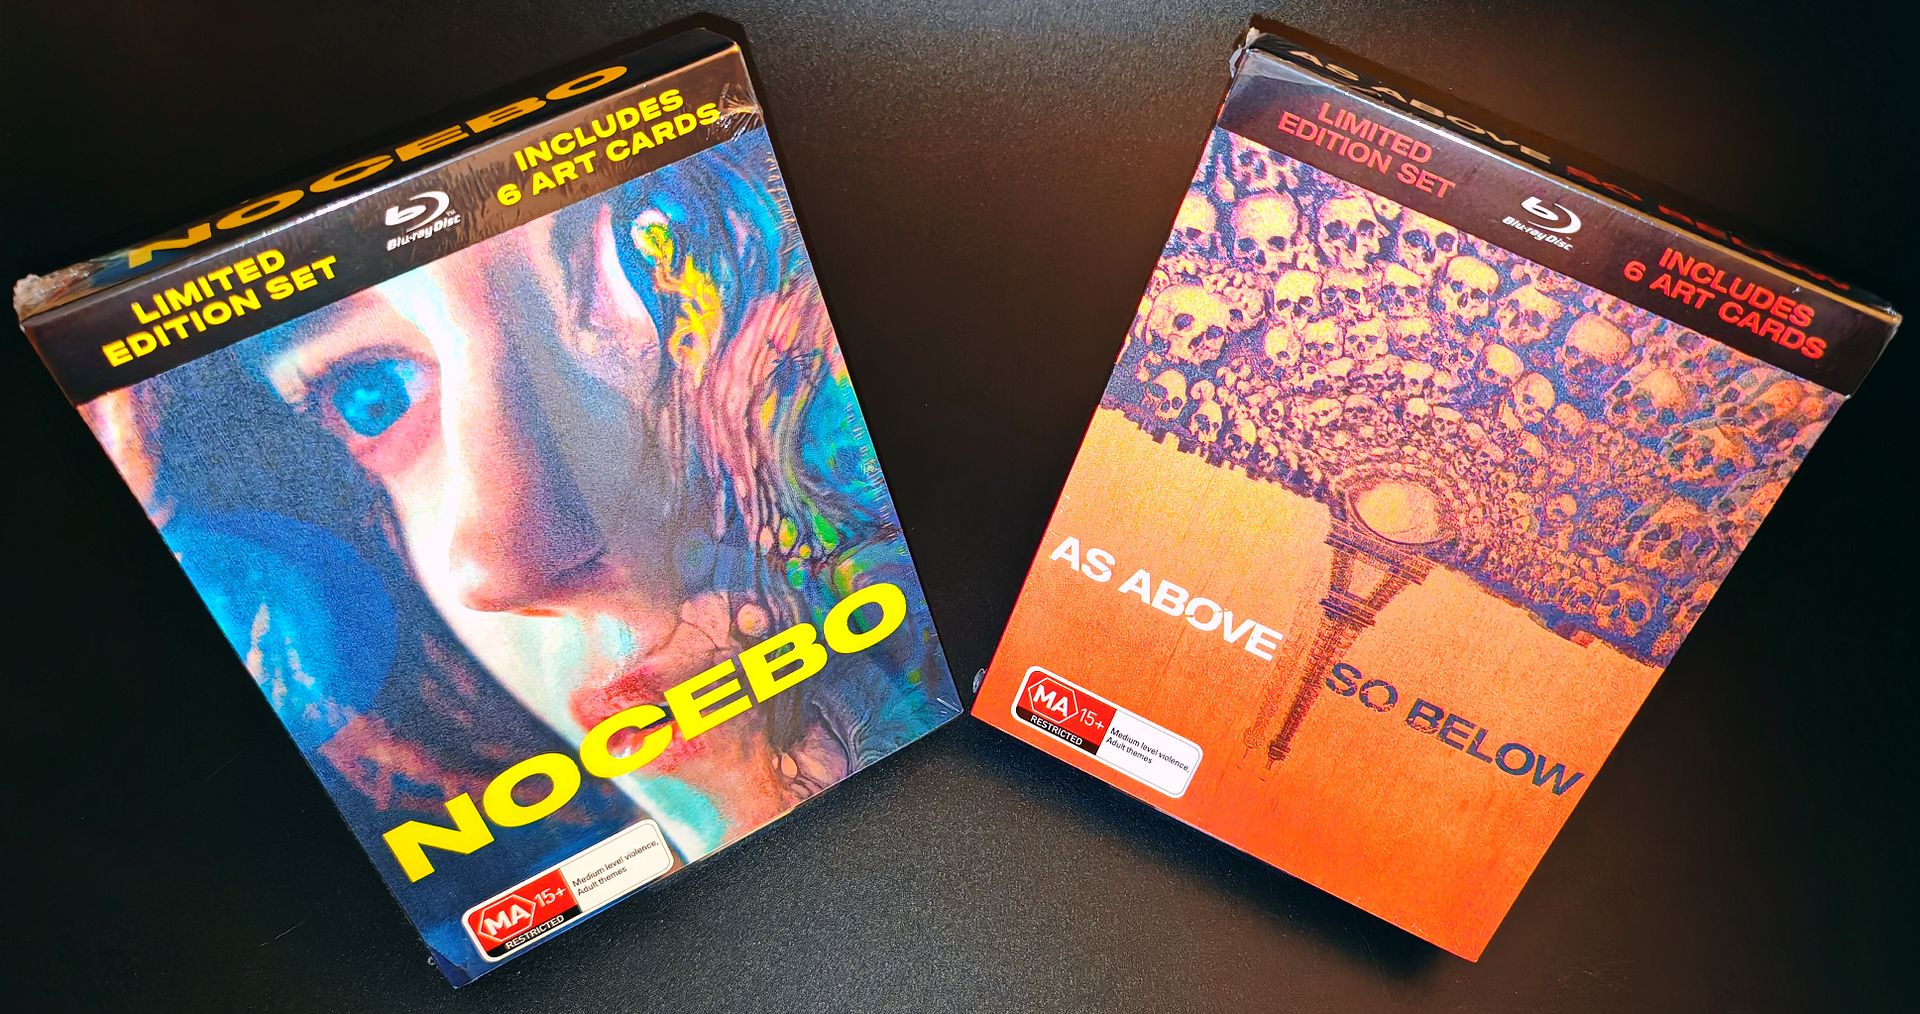 NOCEBO
LIMITED
EDITION SET
Blu-ray Disc
INCLUDES
6 ART CARDS
NOCEBO
MA 15+
RESTRICTED
Medium level violence,
Adult themes
AS ABOVE SO BELOW
LIMITED
EDITION SET
Blu-ray Disc
INCLUDES
6 ART CARDS
AS ABOVE
SO BELOW
MA 15+
RESTRICTED
Medium level violence,
Adult themes